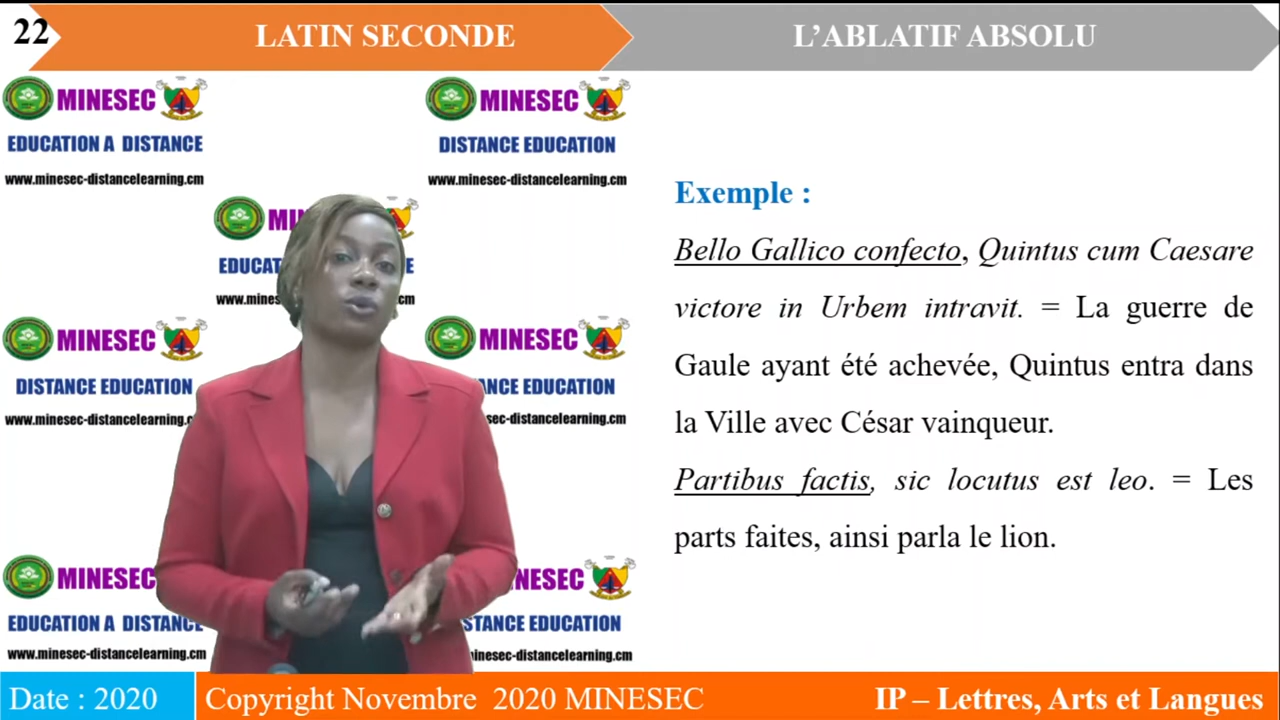 22
LATIN SECONDE
L’ABLATIF ABSOLU
MINESEC
EDUCATION A DISTANCE
www.minesec-distancelearning.cm
MINESEC
DISTANCE EDUCATION
www.minesec-distancelearning.cm
MINESEC
DISTANCE EDUCATION
MINESEC
MINESEC
EDUCATION A DISTANCE
www.minesec-distancelearning.cm
Exemple :
Bello Gallico confecto, Quintus cum Caesare
victore in Urbem intravit. = La guerre de
Gaule ayant été achevée, Quintus entra dans
la Ville avec César vainqueur.
Partibus factis, sic locutus est leo. = Les
parts faites, ainsi parla le lion.
Date : 2020
Copyright Novembre 2020 MINESEC
IP – Lettres, Arts et Langues